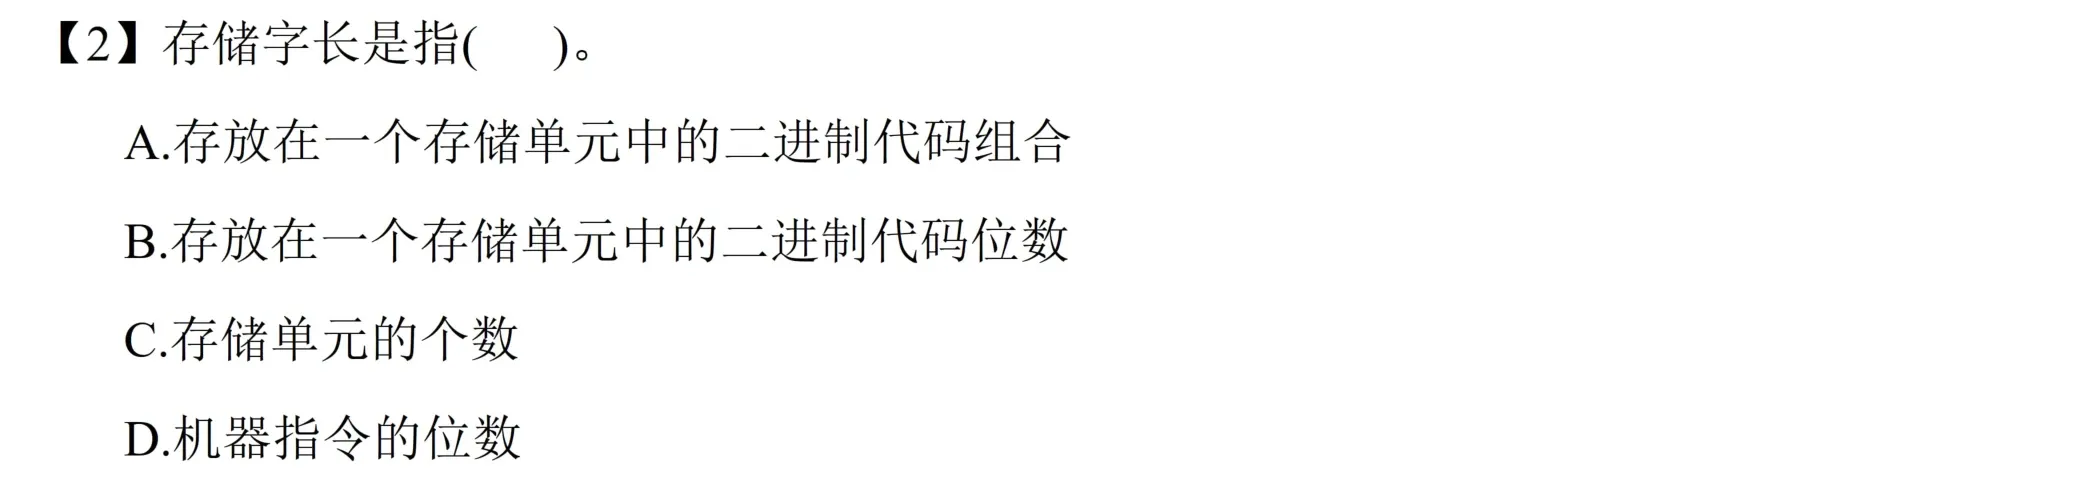 【2】存储字长是指(    )。
A.存放在一个存储单元中的二进制代码组合
B.存放在一个存储单元中的二进制代码位数
C.存储单元的个数
D.机器指令的位数